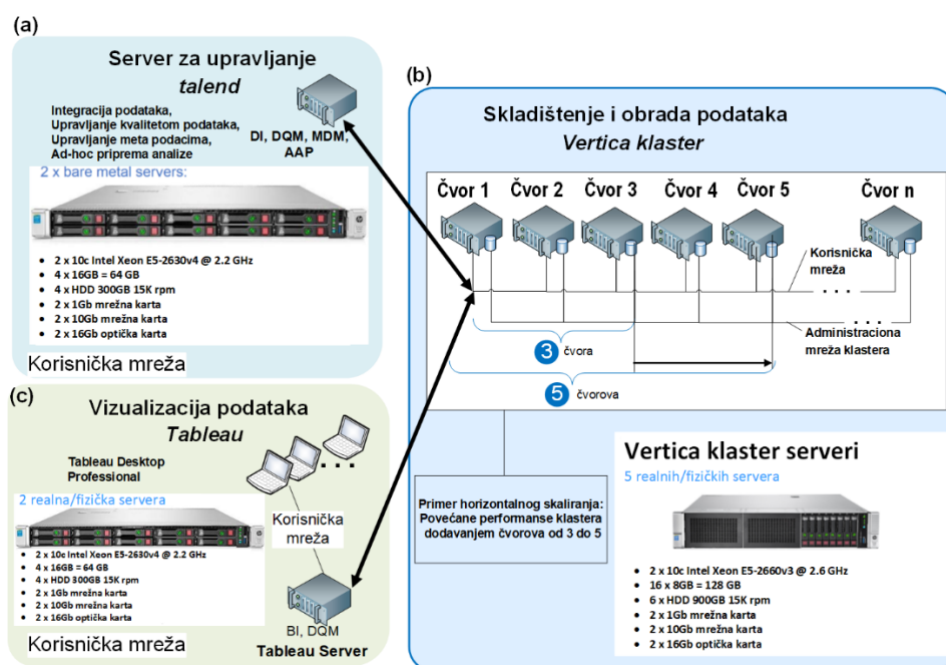 (a)
Server za upravljanje
talend
Integracija podataka,
Upravljanje kvalitetom podataka,
Upravljanje meta podacima,
Ad-hoc priprema analize
DI, DQM, MDM,
AAP
2 x bare metal servers:
• 2 x 10c Intel Xeon E5-2630v4 @ 2.2 GHz
• 4 x 16GB = 64 GB
• 4 x HDD 300GB 15K rpm
• 2 x 1Gb mrežna karta
• 2 x 10Gb mrežna karta
• 2 x 16Gb optička karta
Korisnička mreža
(b)
Skladištenje i obrada podataka
Vertica klaster
Čvor 1 Čvor 2 Čvor 3 Čvor 4 Čvor 5 Čvor n
Korisnička
mreža
Administraciona
mreža klastera
3 čvora
5 čvorova
Primer horizontalnog skaliranja:
Povećane performanse klastera
dodavanjem čvorova od 3 do 5
Vertica klaster serveri
5 realnih/fizičkih servera
• 2 x 10c Intel Xeon E5-2660v3 @ 2.6 GHz
• 16 x 8GB = 128 GB
• 6 x HDD 900GB 15K rpm
• 2 x 1Gb mrežna karta
• 2 x 10Gb mrežna karta
• 2 x 16Gb optička karta
(c)
Vizualizacija podataka
Tableau
Tableau Desktop
Professional
2 realna/fizička servera
• 2 x 10c Intel Xeon E5-2630v4 @ 2.2 GHz
• 4 x 16GB = 64 GB
• 4 x HDD 300GB 15K rpm
• 2 x 1Gb mrežna karta
• 2 x 10Gb mrežna karta
• 2 x 16Gb optička karta
Korisnička
mreža
BI, DQM
Tableau Server
Korisnička mreža